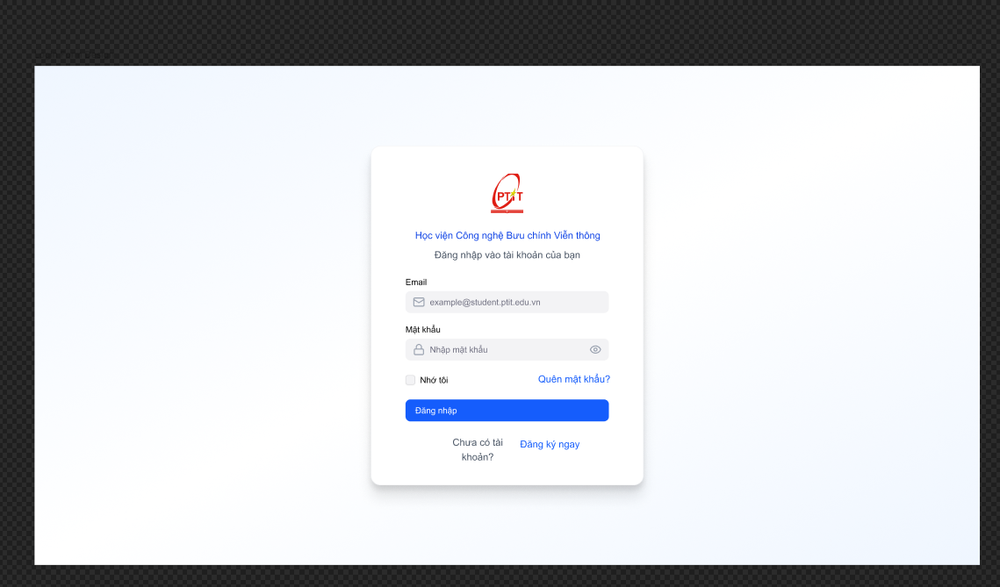 PTIT
Học viện Công nghệ Bưu chính Viễn thông
Đăng nhập vào tài khoản của bạn
Email
example@student.ptit.edu.vn
Mật khẩu
Nhập mật khẩu
Nhớ tôi
Quên mật khẩu?
Đăng nhập
Chưa có tài
khoản?
Đăng ký ngay